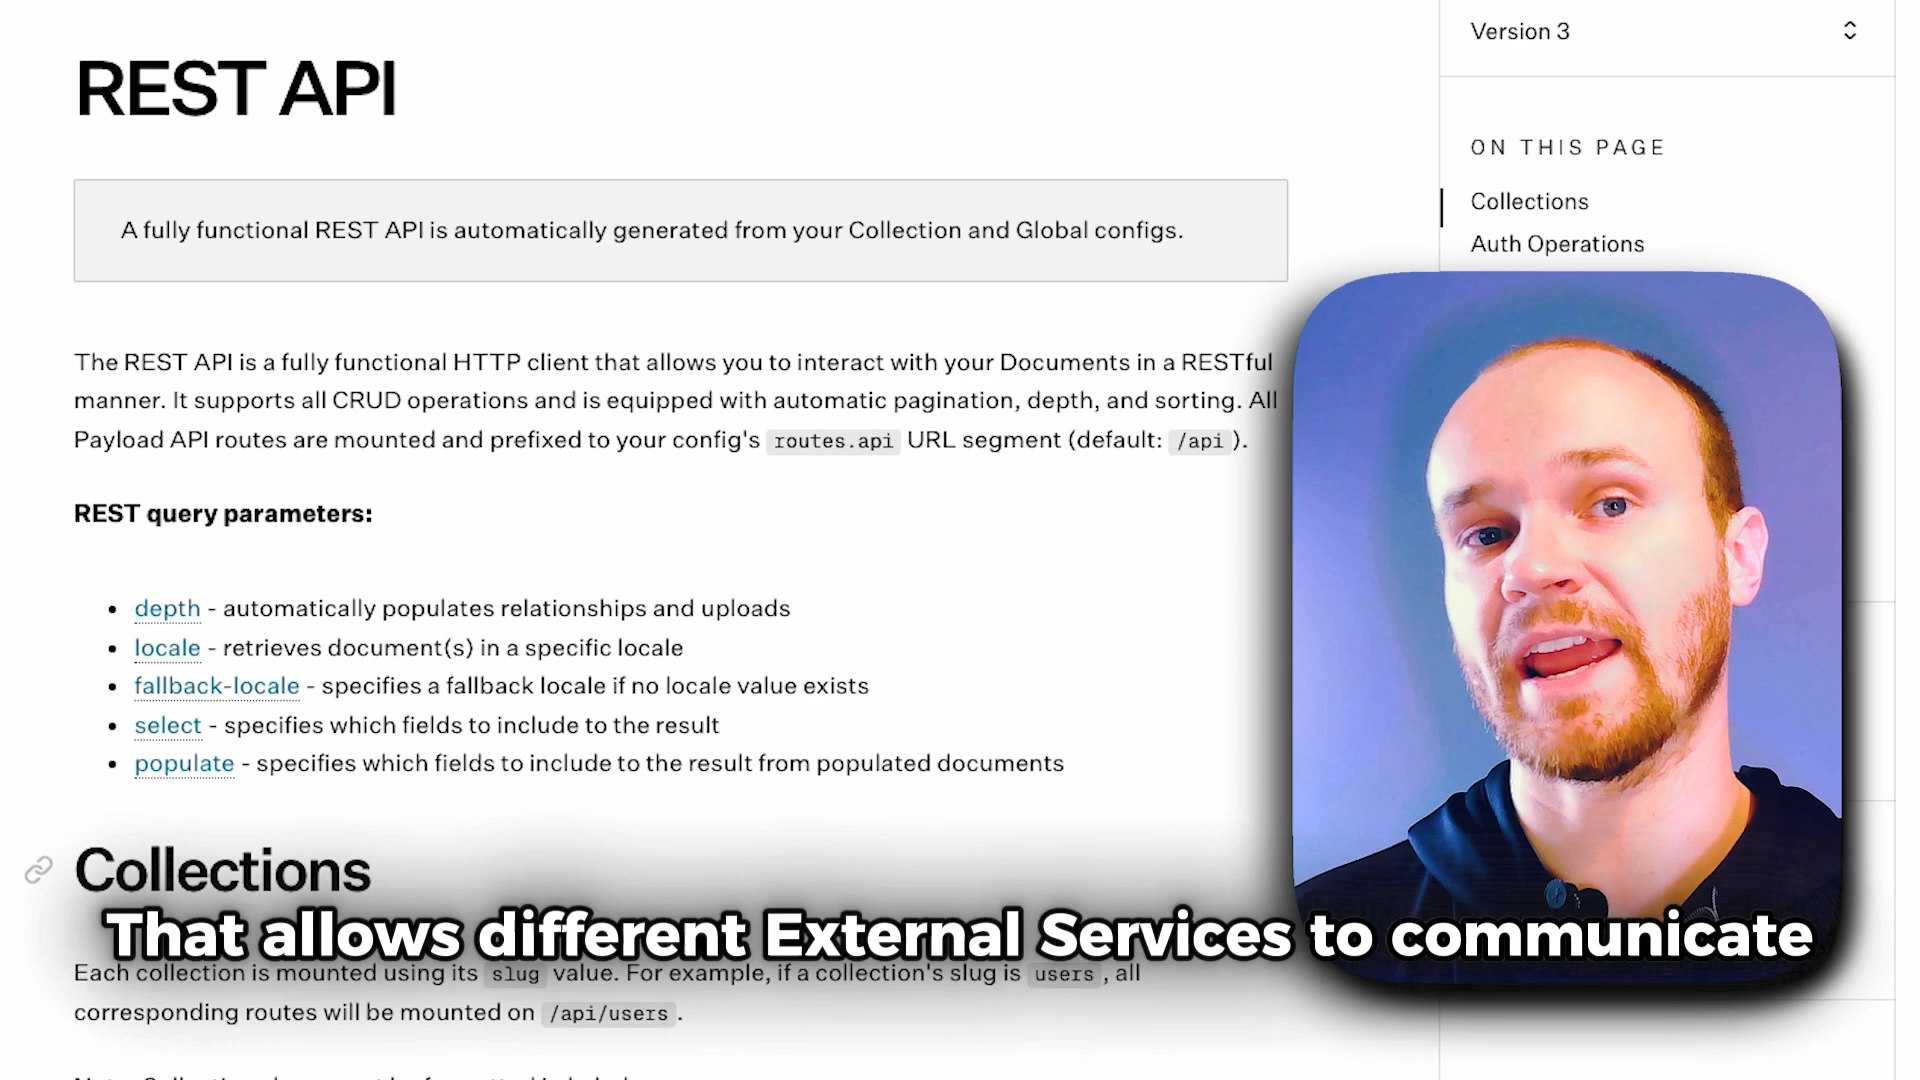 REST API
A fully functional REST API is automatically generated from your Collection and Global configs.
The REST API is a fully functional HTTP client that allows you to interact with your Documents in a RESTful
manner. It supports all CRUD operations and is equipped with automatic pagination, depth, and sorting. All
Payload API routes are mounted and prefixed to your config's routes.api URL segment (default: /api ).
REST query parameters:
depth - automatically populates relationships and uploads
locale - retrieves document(s) in a specific locale
fallback-locale - specifies a fallback locale if no locale value exists
select - specifies which fields to include to the result
populate - specifies which fields to include to the result from populated documents
Collections
That allows different External Services to communicate
Each collection is mounted using its slug value. For example, if a collection's slug is users , all
corresponding routes will be mounted on /api/users .
Version 3
ON THIS PAGE
Collections
Auth Operations